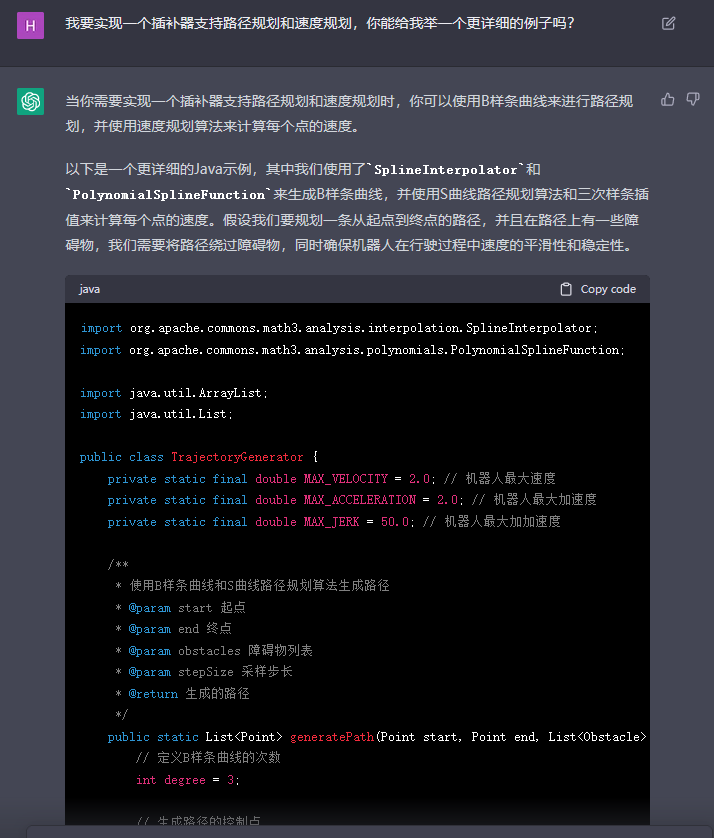 H
我要实现一个插补器支持路径规划和速度规划，你能给我举一个更详细的例子吗？
当你需要实现一个插补器支持路径规划和速度规划时，你可以使用B样条曲线来进行路径规
划，并使用速度规划算法来计算每个点的速度。
以下是一个更详细的Java示例，其中我们使用了`SplineInterpolator`和
`PolynomialSplineFunction`来生成B样条曲线，并使用S曲线路径规划算法和三次样条插
值来计算每个点的速度。假设我们要规划一条从起点到终点的路径，并且在路径上有一些障
碍物，我们需要将路径绕过障碍物，同时确保机器人在行驶过程中速度的平滑性和稳定性。
java Copy code
import org.apache.commons.math3.analysis.interpolation.SplineInterpolator;
import org.apache.commons.math3.analysis.polynomials.PolynomialSplineFunction;
import java.util.ArrayList;
import java.util.List;
public class TrajectoryGenerator {
private static final double MAX_VELOCITY = 2.0; // 机器人最大速度
private static final double MAX_ACCELERATION = 2.0; // 机器人最大加速度
private static final double MAX_JERK = 50.0; // 机器人最大加加速度
/**
* 使用B样条曲线和S曲线路径规划算法生成路径
* @param start 起点
* @param end 终点
* @param obstacles 障碍物列表
* @param stepSize 采样步长
* @return 生成的路径
*/
public static List<Point> generatePath(Point start, Point end, List<Obstacle>
// 定义B样条曲线的次数
int degree = 3;
// 生成路径的控制点